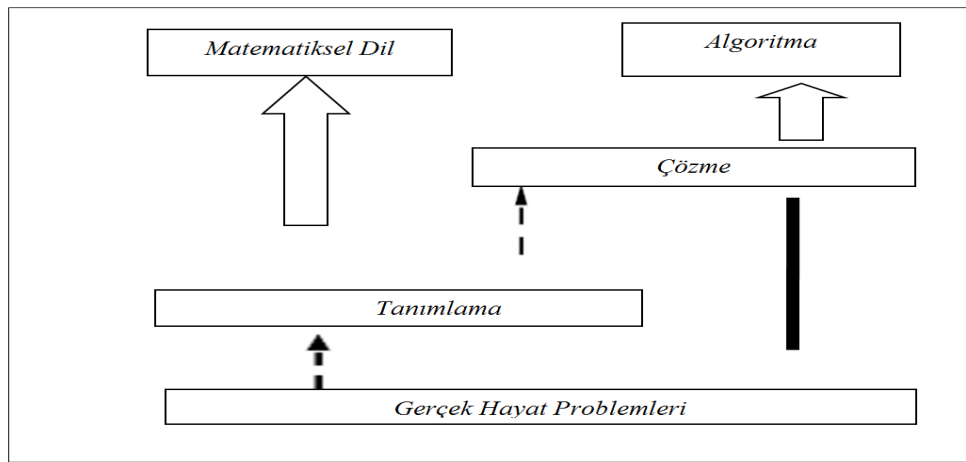 Matematiksel Dil
Algoritma
Çözme
Tanımlama
Gerçek Hayat Problemleri